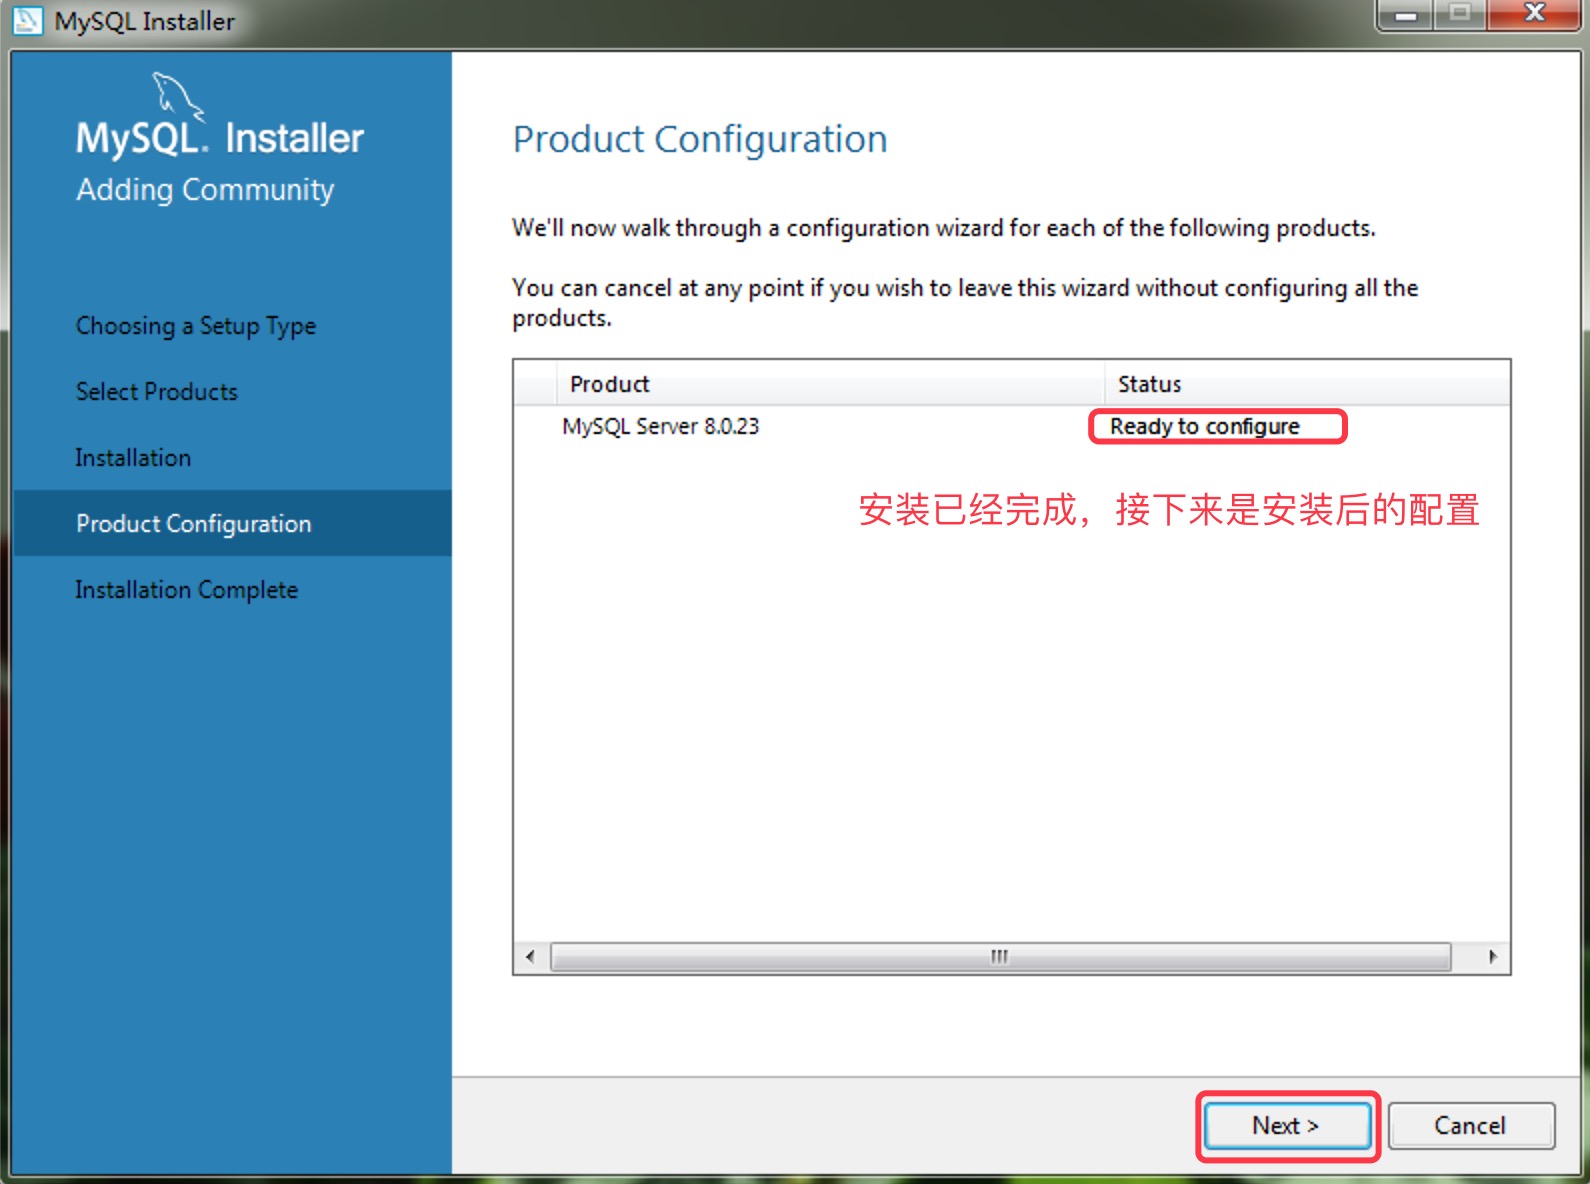 MySQL Installer
MySQL. Installer
Adding Community
Choosing a Setup Type
Select Products
Installation
Product Configuration
Installation Complete
Product Configuration
We'll now walk through a configuration wizard for each of the following products.
You can cancel at any point if you wish to leave this wizard without configuring all the
products.
Product Status
MySQL Server 8.0.23 Ready to configure
安装已经完成，接下来是安装后的配置
Next > Cancel